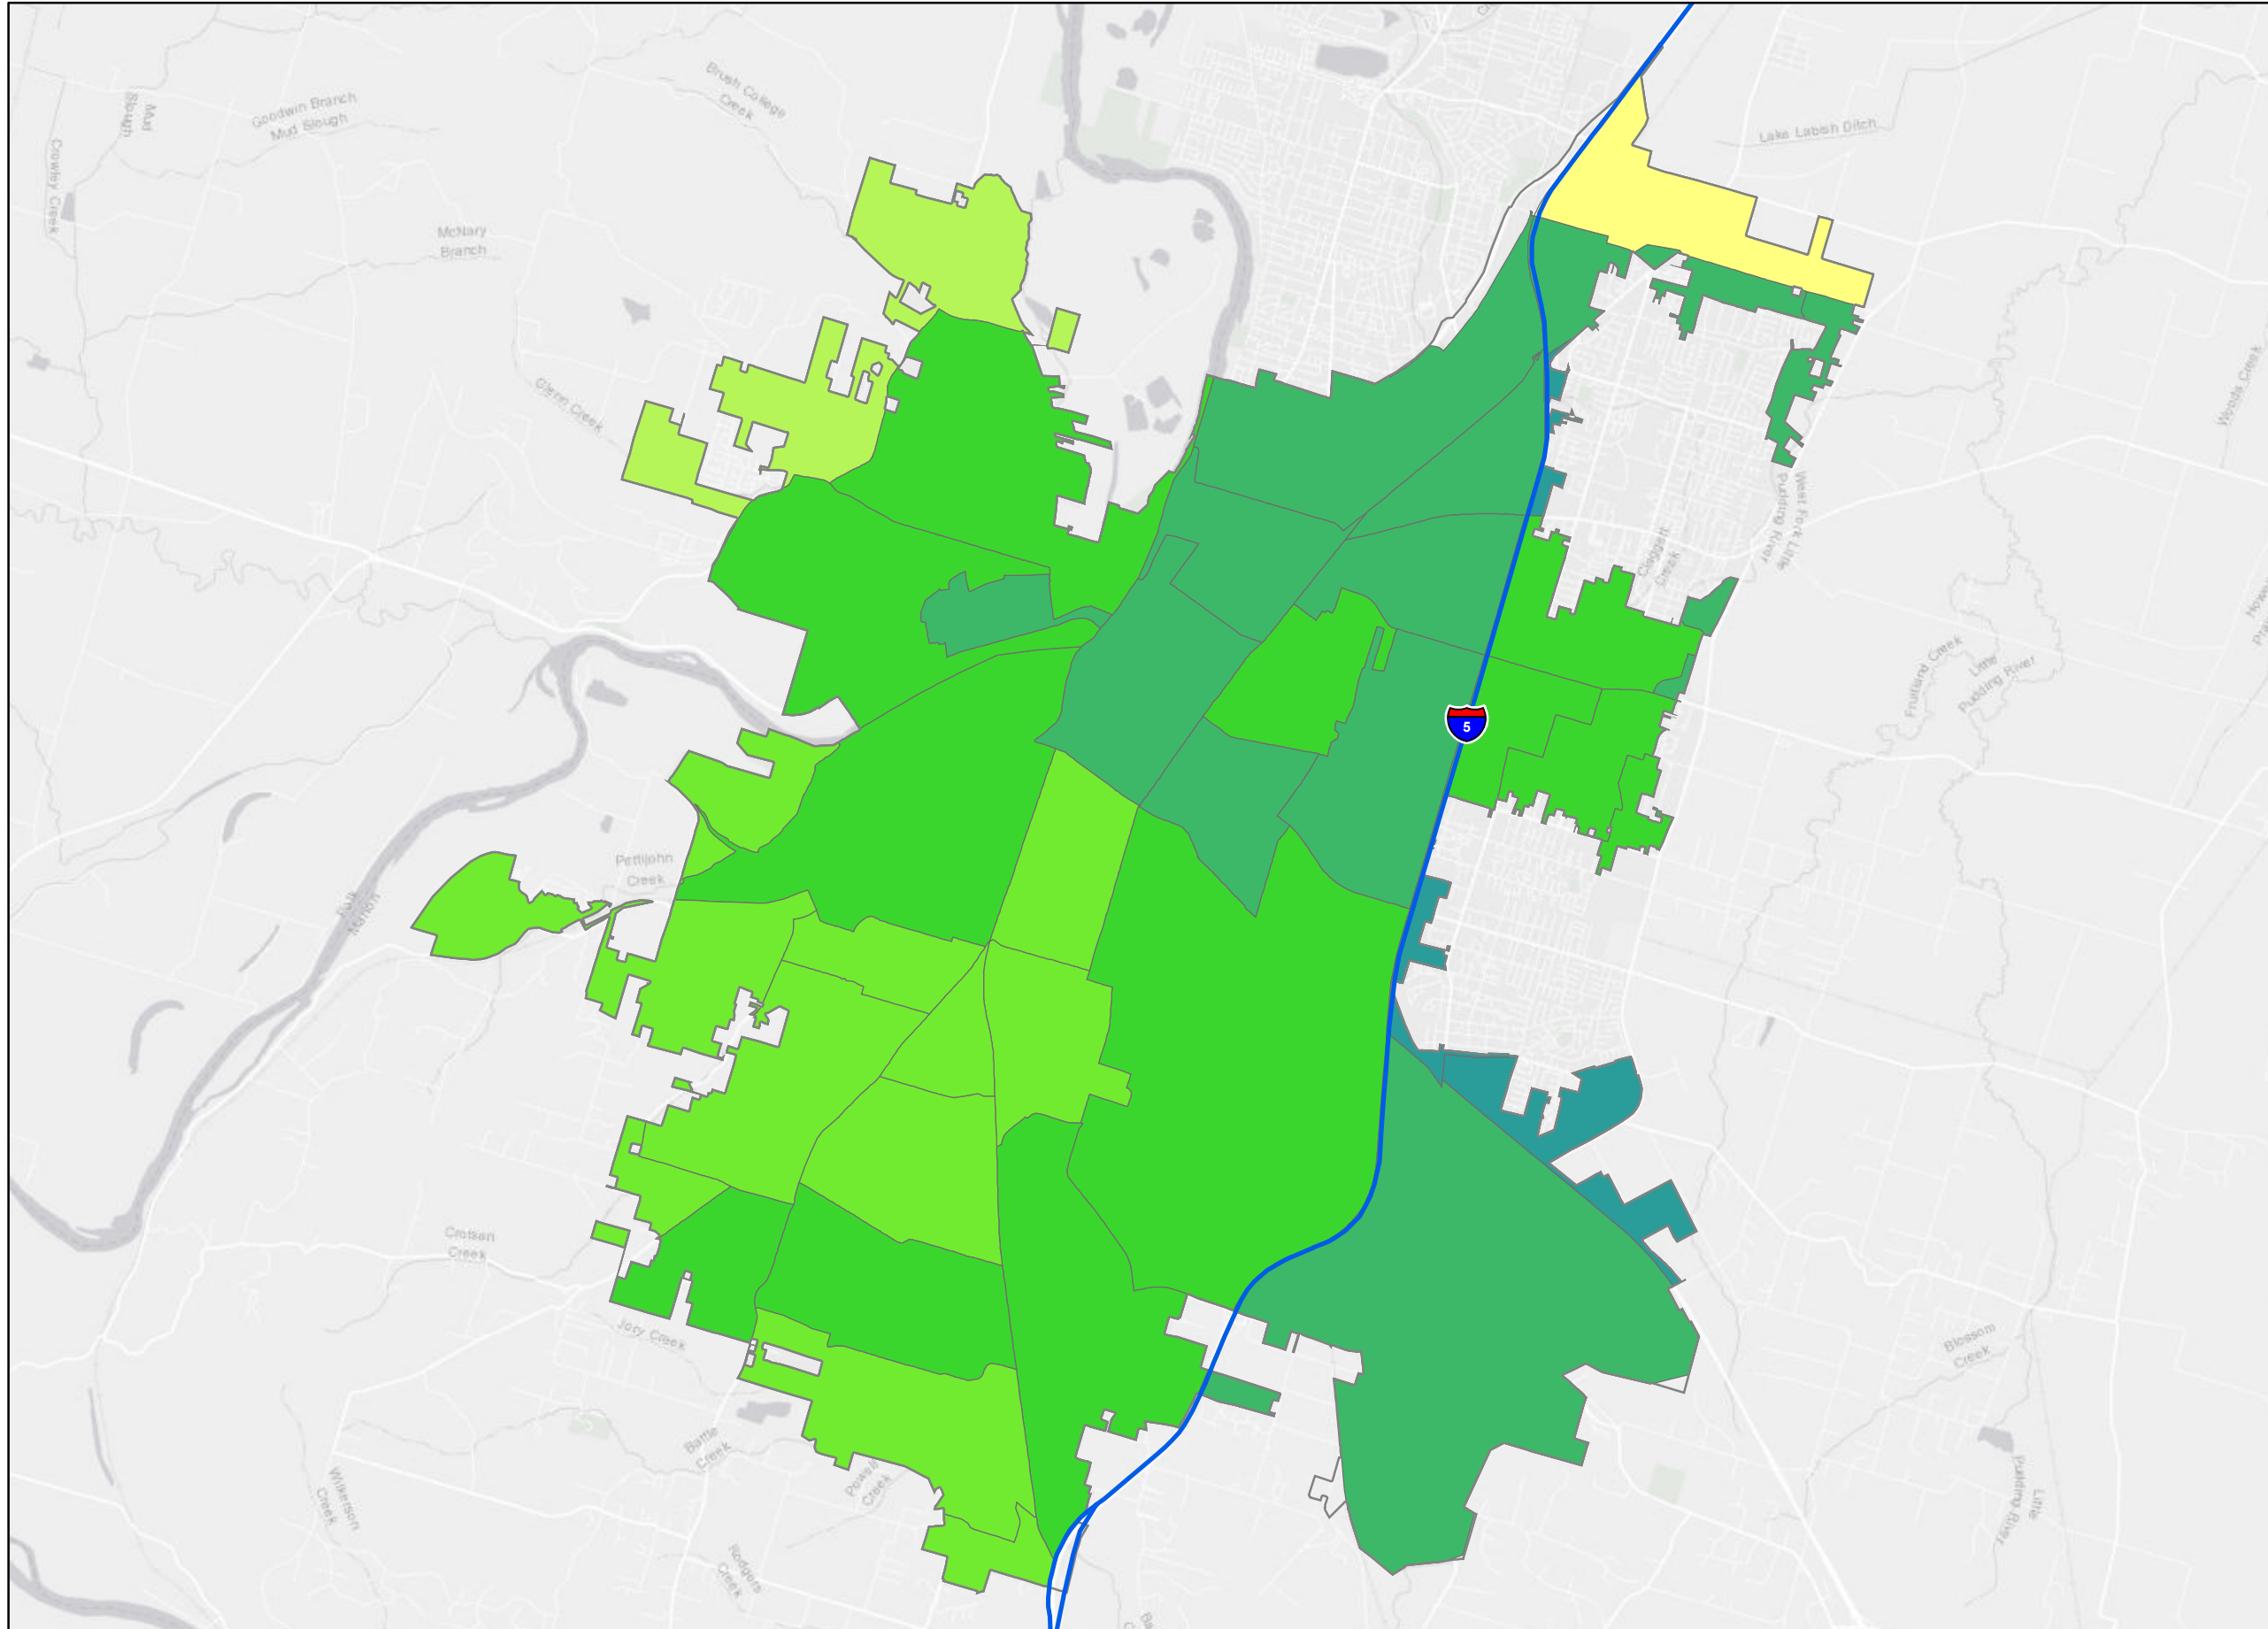 Brush College
Creek
Goodwin Branch
Mud Slough
Mud
Slough
Lake Labish Ditch
Crowley Creek
McNary
Branch
Glenn Creek
Woods Creek
West Fork Little
Pudding River
Claggett
Creek
Fruitland Creek
Little
Pudding River
5
Pettijohn
Creek
Crotsan
Creek
Jory Creek
Battle
Creek
Powell
Creek
Wilkerson
Creek
Rodgers
Creek
Blossom
Creek
Little
Pudding River